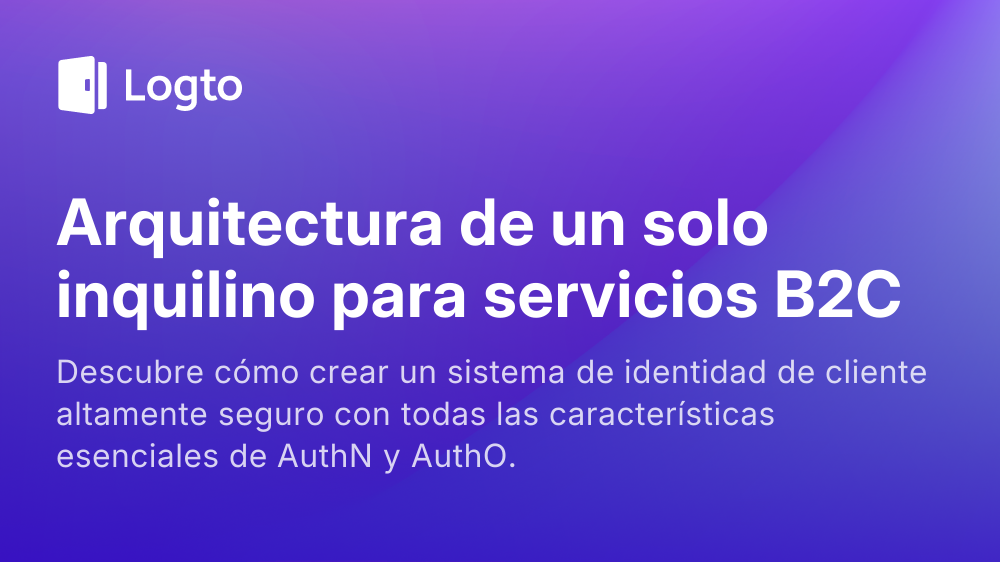 Logto
Arquitectura de un solo
inquilino para servicios B2C
Descubre cómo crear un sistema de identidad de cliente
altamente seguro con todas las características
esenciales de AuthN y AuthO.